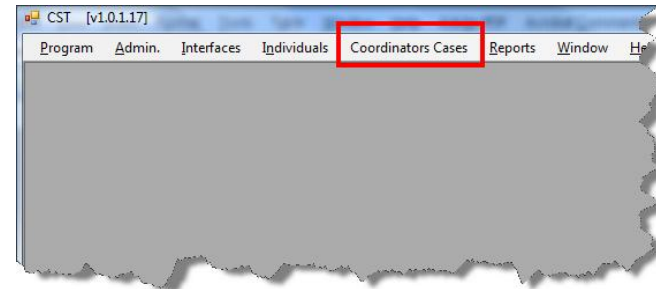 CST [v1.0.1.17]
Program Admin. Interfaces Individuals Coordinators Cases Reports Window